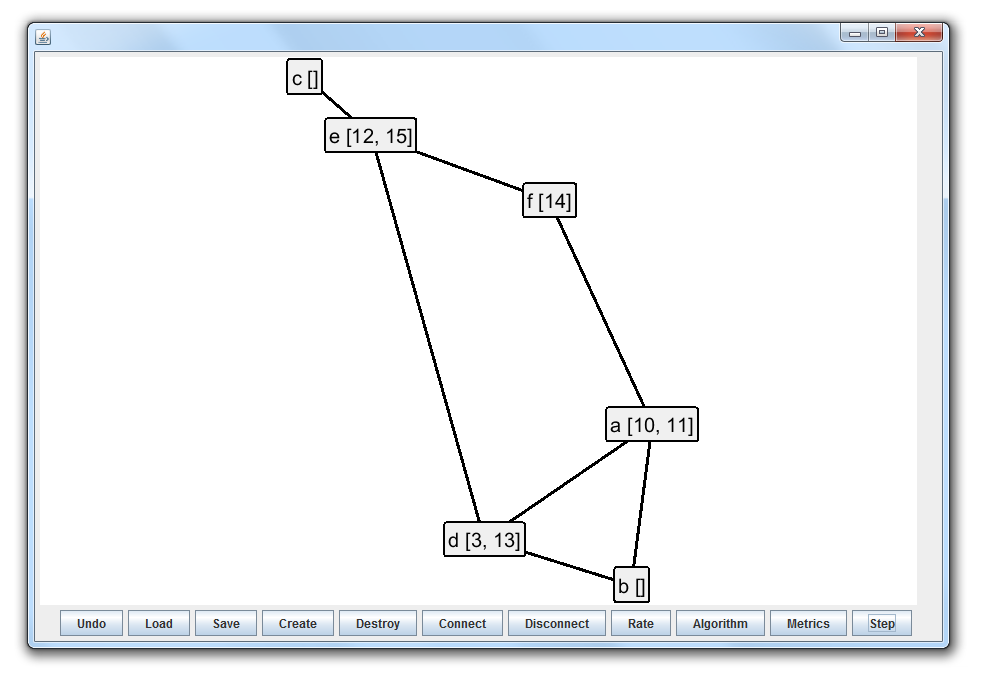 c []
e [12, 15]
f [14]
a [10, 11]
d [3, 13]
b []
Undo Load Save Create Destroy Connect Disconnect Rate Algorithm Metrics Step